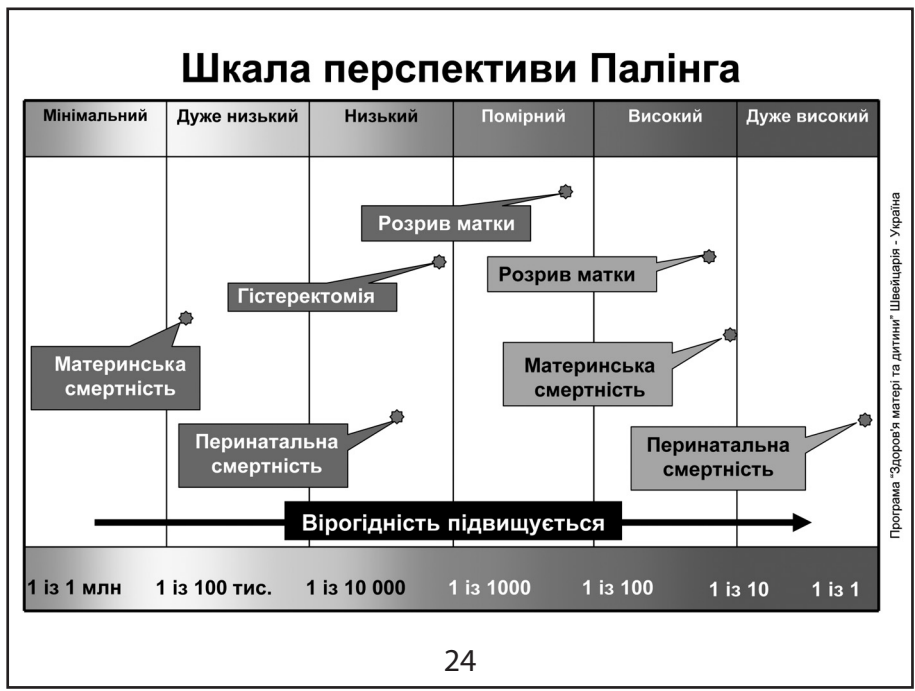 Шкала перспективи Палінга
Мінімальний
Дуже низький
Низький
Помірний
Високий
Дуже високий
Розрив матки
Розрив матки
Гістеректомія
Материнська
смертність
Материнська
смертність
Перинатальна
смертність
Перинатальна
смертність
Вірогідність підвищується
1 із 1 млн
1 із 100 тис.
1 із 10 000
1 із 1000
1 із 100
1 із 10
1 із 1
Програма "Здоров'я матері та дитини" Швейцарія - Україна
24